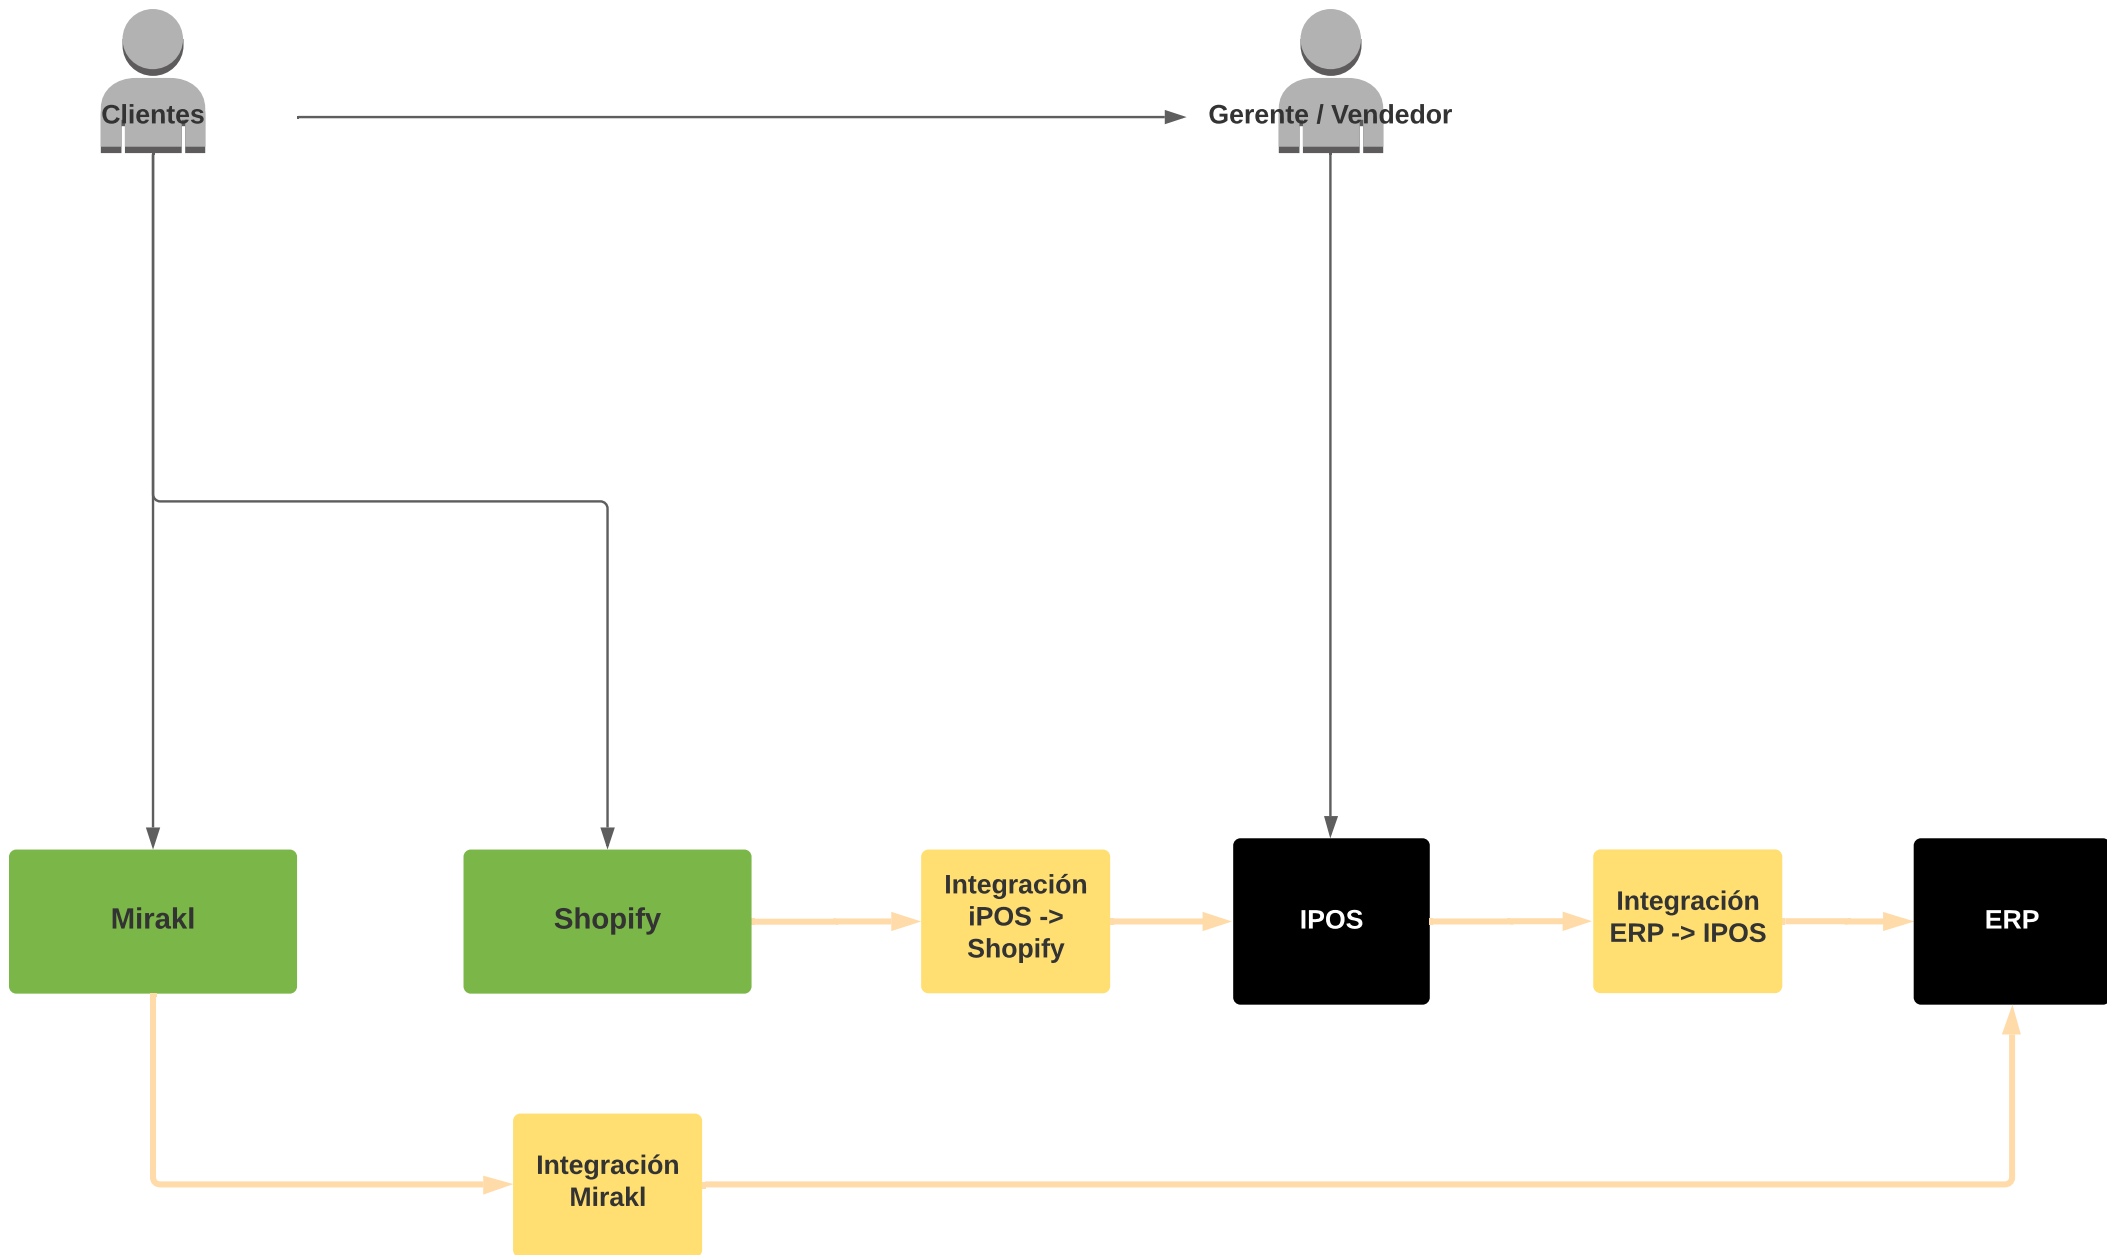 Clientes
Gerente / Vendedor
Mirakl
Shopify
Integración
iPOS ->
Shopify
IPOS
Integración
ERP -> IPOS
ERP
Integración
Mirakl